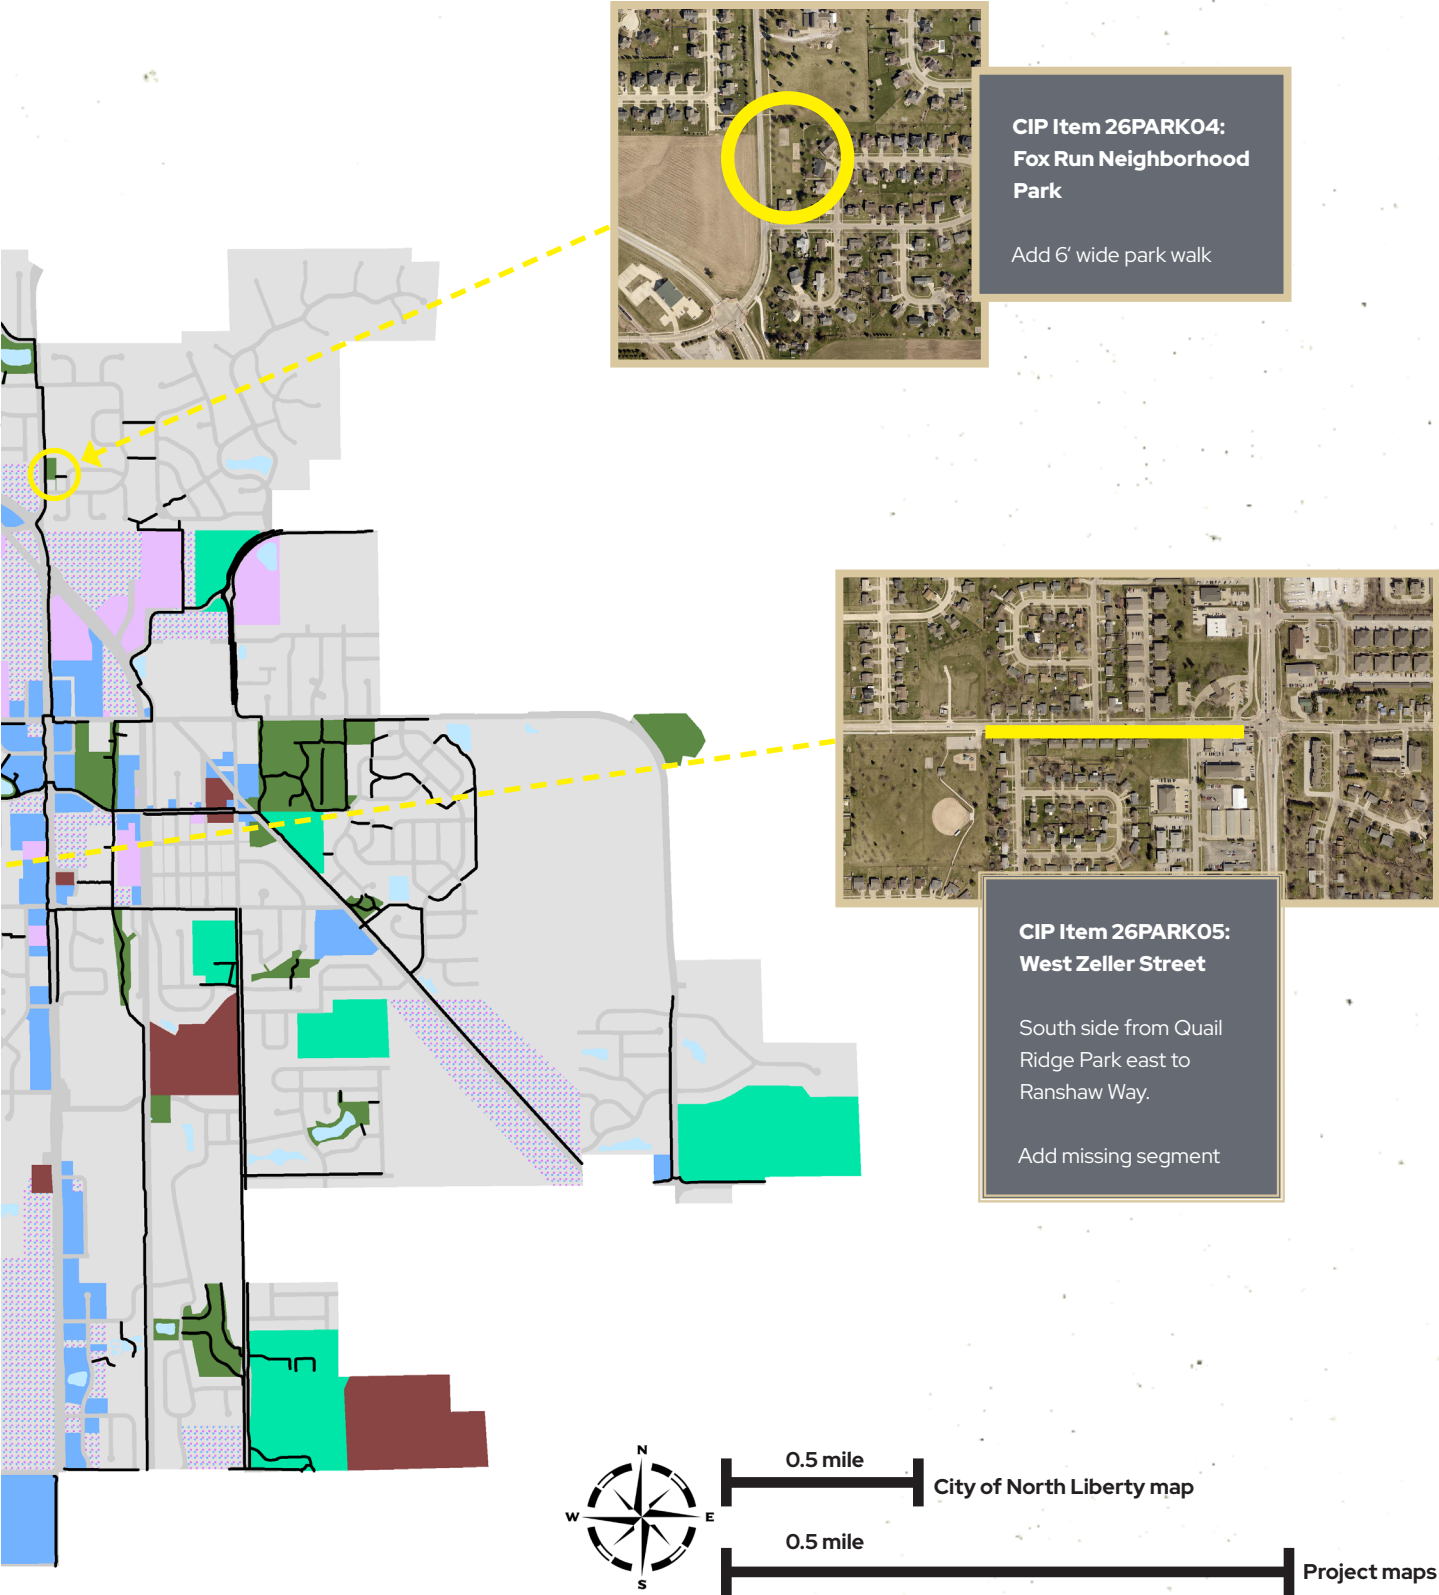 CIP Item 26PARK04:
Fox Run Neighborhood
Park
Add 6’ wide park walk
CIP Item 26PARK05:
West Zeller Street
South side from Quail
Ridge Park east to
Ranshaw Way.
Add missing segment
N
W
E
S
0.5 mile
City of North Liberty map
0.5 mile
Project maps